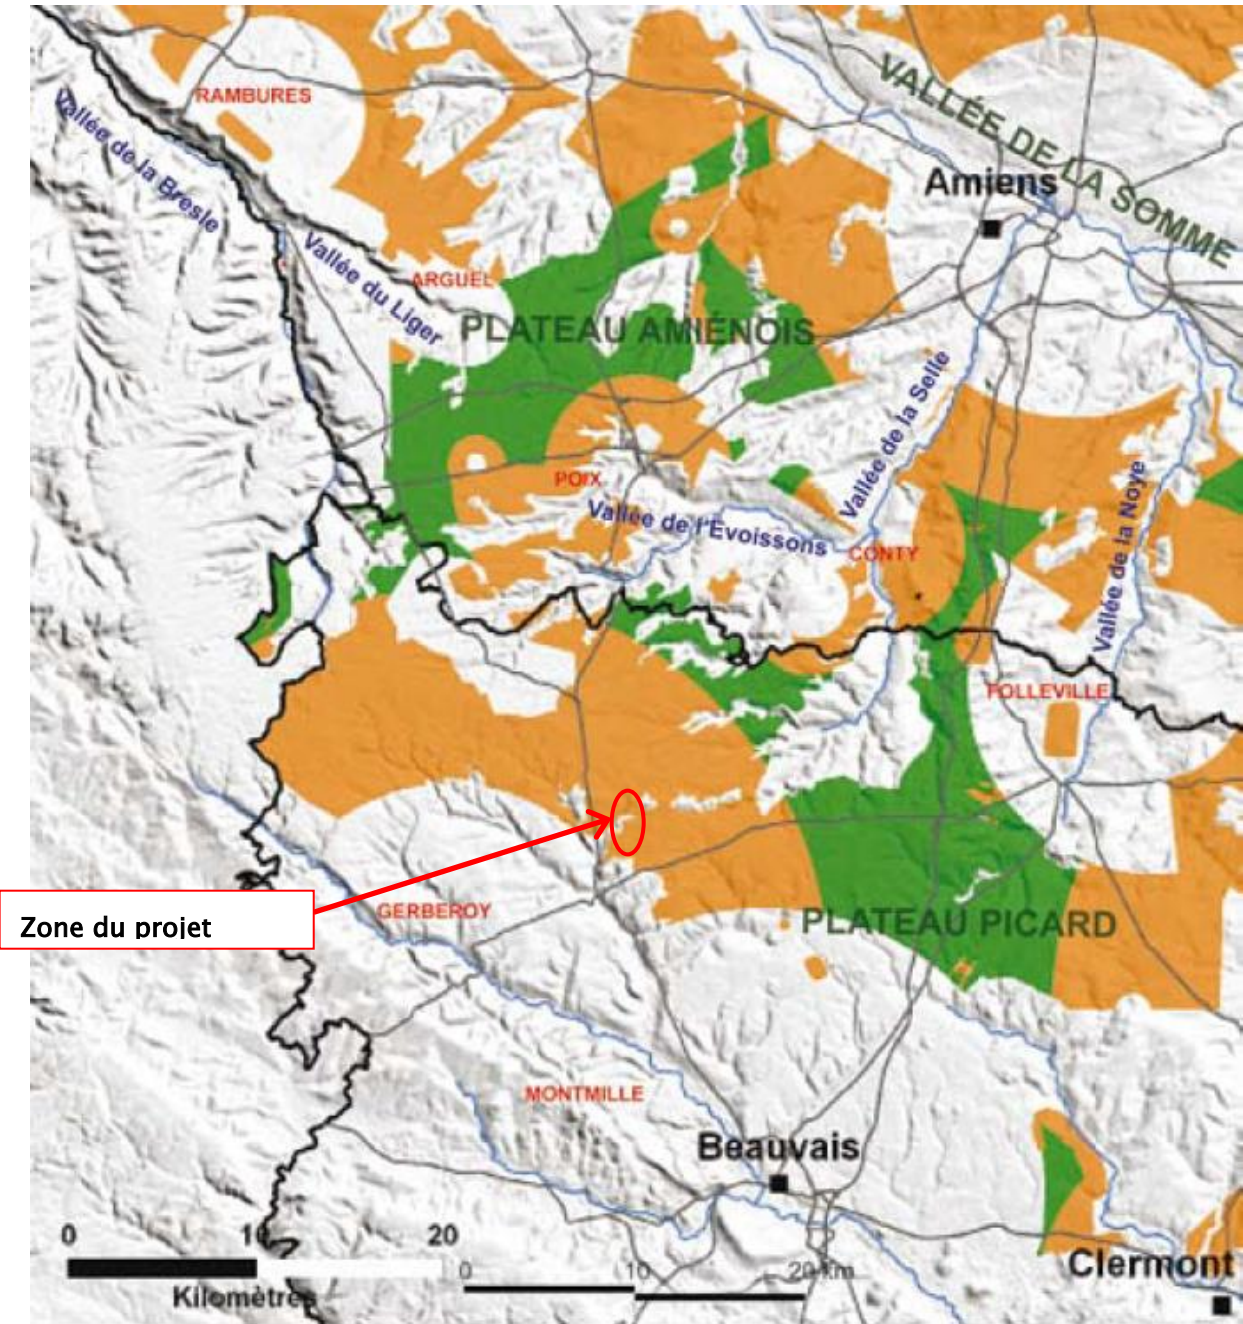 RAMBURES
VALLÉE DE LA SOMME
Vallée de la Bresle
Amiens
Vallée du Liger
ARGUEL
PLATEAU AMIÉNOIS
Vallée de la Selle
POIX
Vallée de l'Evoissons
CONTY
Vallée de la Noye
FOLLEVILLE
Zone du projet
GERBEROY
PLATEAU PICARD
MONTMILLE
Beauvais
0 10 20
Kilomètres
0 10 20 km
Clermont